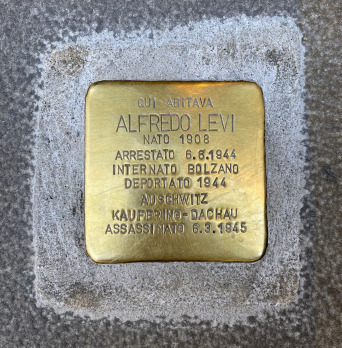 QUI ABITAVA
ALFREDO LEVI
NATO 1908
ARRESTATO 6.6.1944
INTERNATO BOLZANO
DEPORTATO 1944
AUSCHWITZ
KAUFERING-DACHAU
ASSASSINATO 6.3.1945